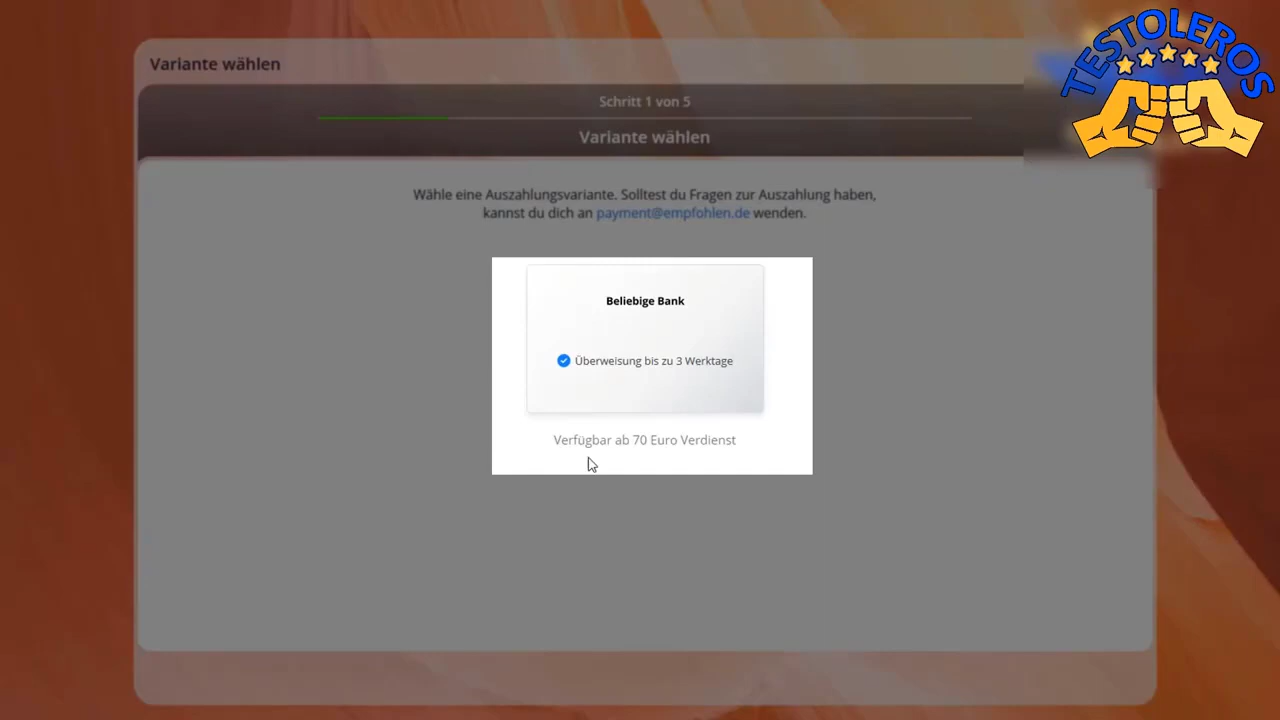 TESTOLEROS
Variante wählen
Schritt 1 von 5
Variante wählen
Wähle eine Auszahlungsvariante. Solltest du Fragen zur Auszahlung haben,
kannst du dich an payment@empfohlen.de wenden.
Beliebige Bank
Überweisung bis zu 3 Werktage
Verfügbar ab 70 Euro Verdienst